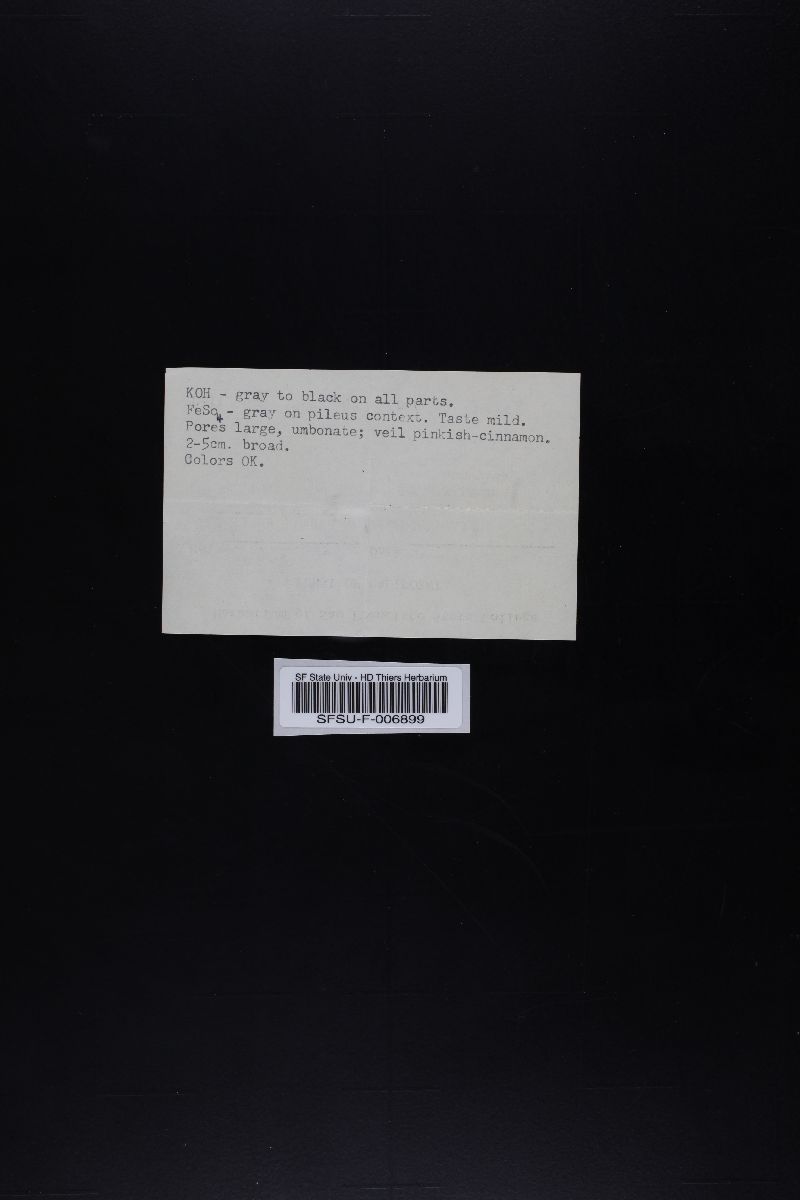 KOH - gray to black on all parts.
FeSo4 - gray on pileus context. Taste mild.
Pores large, umbonate; veil pinkish-cinnamon.
2-5cm. broad.
Colors OK.
SF State Univ - HD Thiers Herbarium
SFSU-F-006899